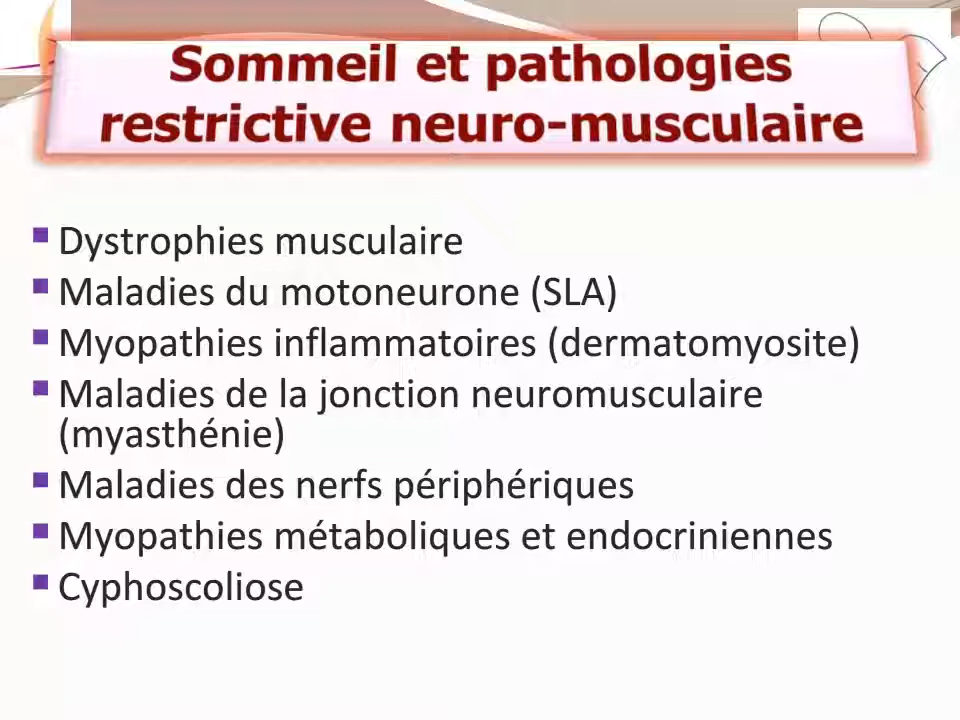 Sommeil et pathologies
restrictive neuro-musculaire
Dystrophies musculaire
Maladies du motoneurone (SLA)
Myopathies inflammatoires (dermatomyosite)
Maladies de la jonction neuromusculaire
(myasthénie)
Maladies des nerfs périphériques
Myopathies métaboliques et endocriniennes
Cyphoscoliose